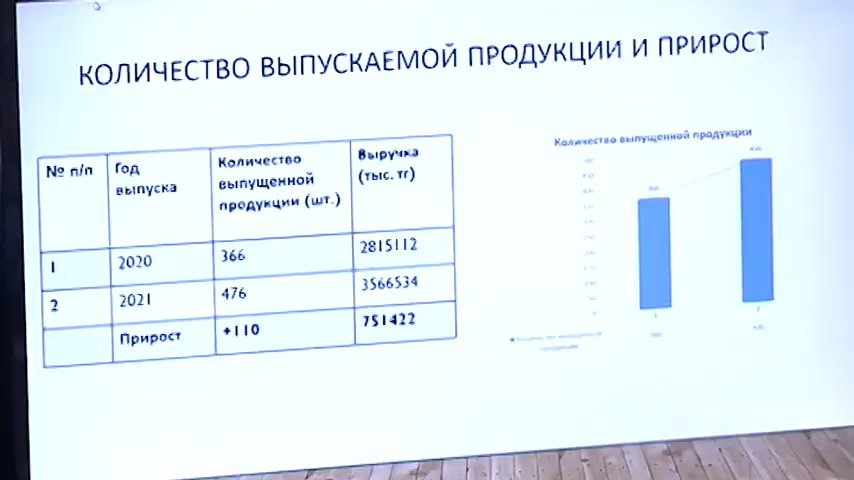 КОЛИЧЕСТВО ВЫПУСКАЕМОЙ ПРОДУКЦИИ И ПРИРОСТ
№ п/п
Год
выпуска
Количество
выпущенной
продукции (шт.)
Выручка
(тыс. тг)
1
2020
366
2815112
2
2021
476
3566534
Прирост
+110
751422
Количество выпущенной продукции